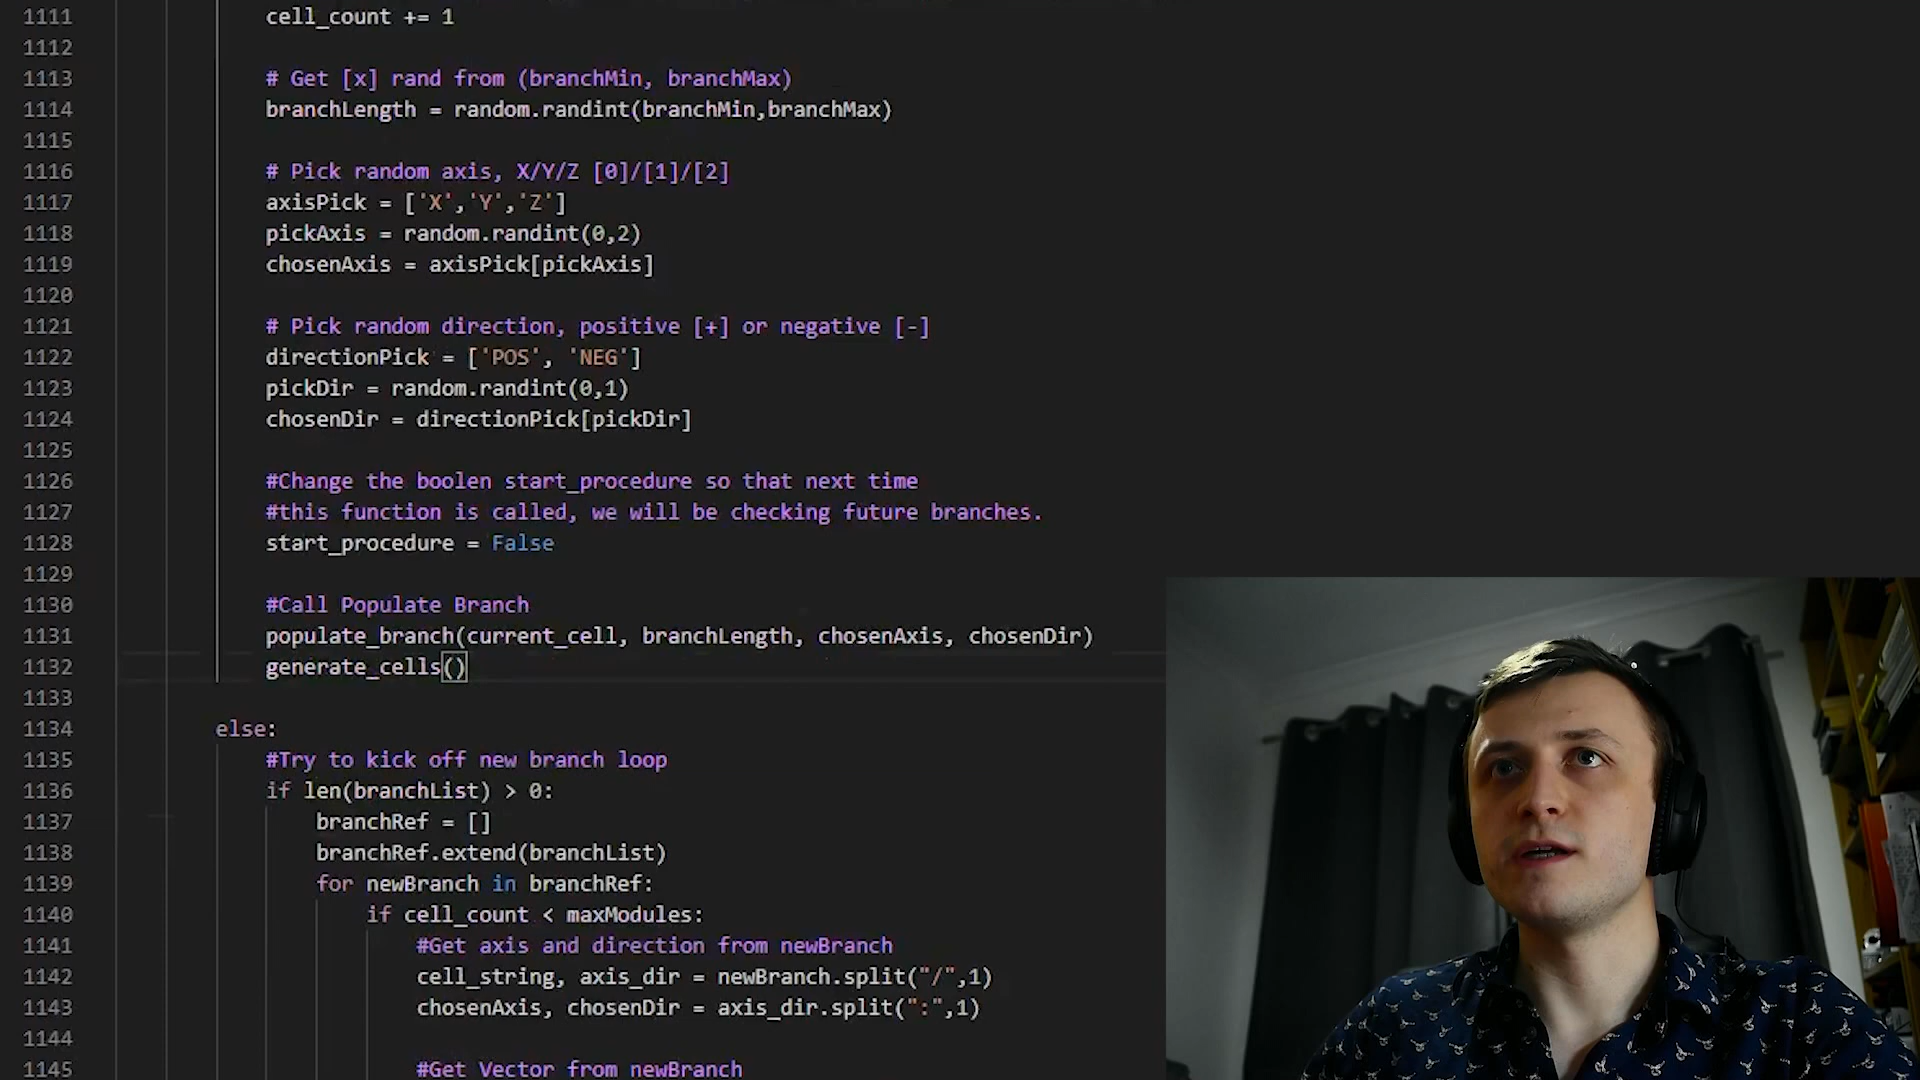 1111 cell_count += 1
1112
1113 # Get [x] rand from (branchMin, branchMax)
1114 branchLength = random.randint(branchMin,branchMax)
1115
1116 # Pick random axis, X/Y/Z [0]/[1]/[2]
1117 axisPick = ['X','Y','Z']
1118 pickAxis = random.randint(0,2)
1119 chosenAxis = axisPick[pickAxis]
1120
1121 # Pick random direction, positive [+] or negative [-]
1122 directionPick = ['POS', 'NEG']
1123 pickDir = random.randint(0,1)
1124 chosenDir = directionPick[pickDir]
1125
1126 #Change the boolen start_procedure so that next time
1127 #this function is called, we will be checking future branches.
1128 start_procedure = False
1129
1130 #Call Populate Branch
1131 populate_branch(current_cell, branchLength, chosenAxis, chosenDir)
1132 generate_cells()
1133
1134 else:
1135 #Try to kick off new branch loop
1136 if len(branchList) > 0:
1137 branchRef = []
1138 branchRef.extend(branchList)
1139 for newBranch in branchRef:
1140 if cell_count < maxModules:
1141 #Get axis and direction from newBranch
1142 cell_string, axis_dir = newBranch.split("/",1)
1143 chosenAxis, chosenDir = axis_dir.split(":",1)
1144
1145 #Get Vector from newBranch